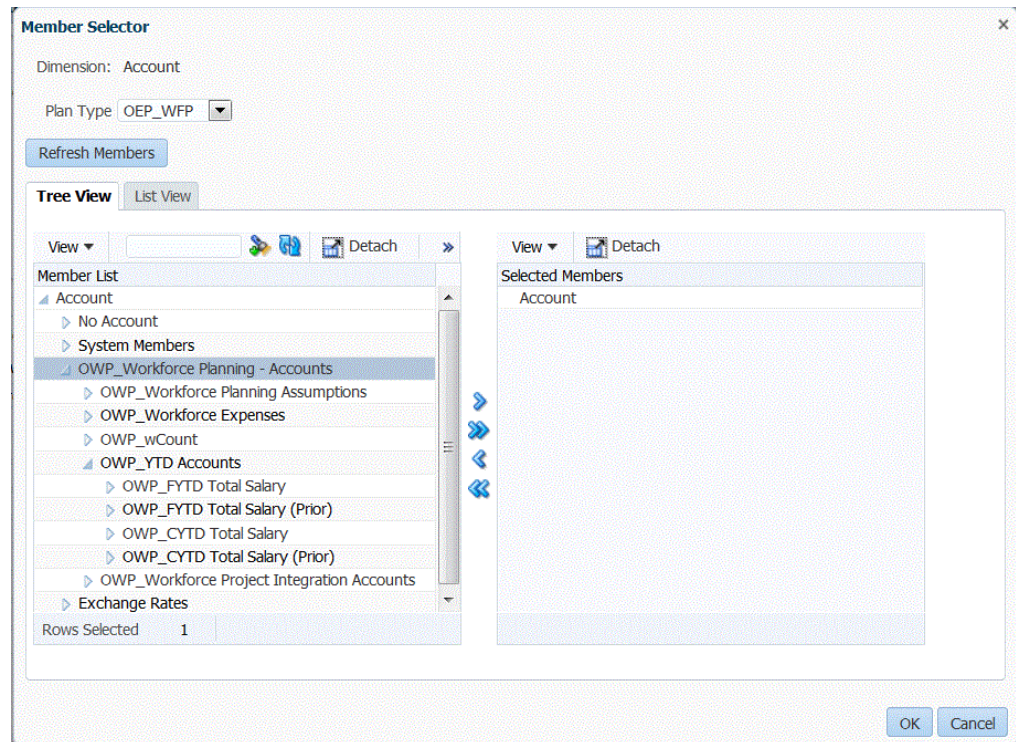 Member Selector
Dimension: Account
Plan Type OEP_WFP
Refresh Members
Tree View List View
View Detach » View Detach
Member List Selected Members
Account Account
No Account
System Members
OWP_Workforce Planning - Accounts
OWP_Workforce Planning Assumptions
OWP_Workforce Expenses
OWP_wCount
OWP_YTD Accounts
OWP_FYTD Total Salary
OWP_FYTD Total Salary (Prior)
OWP_CYTD Total Salary
OWP_CYTD Total Salary (Prior)
OWP_Workforce Project Integration Accounts
Exchange Rates
Rows Selected 1
OK Cancel